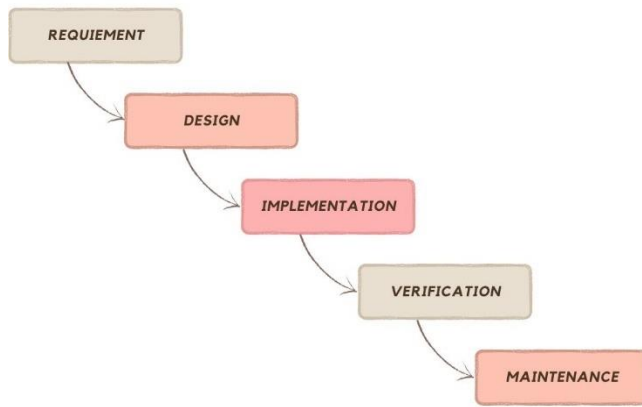 REQUIEMENT
DESIGN
IMPLEMENTATION
VERIFICATION
MAINTENANCE